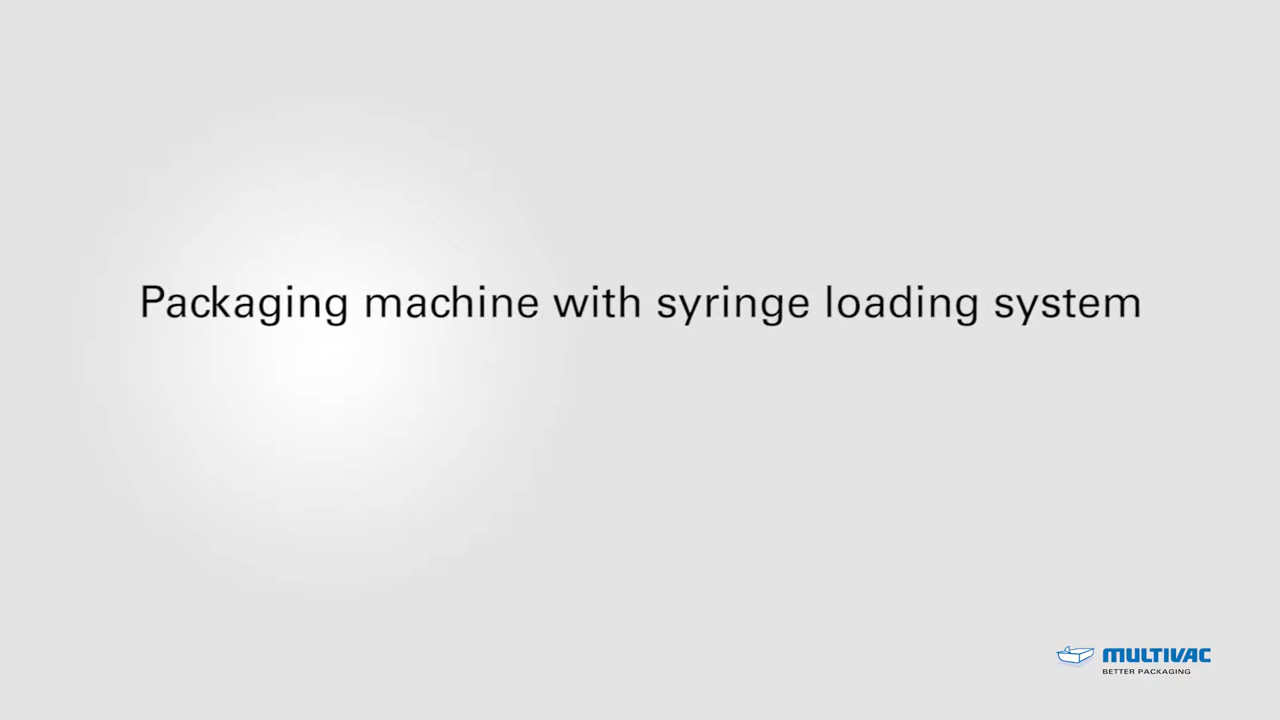 Packaging machine with syringe loading system
MULTIVAC
BETTER PACKAGING